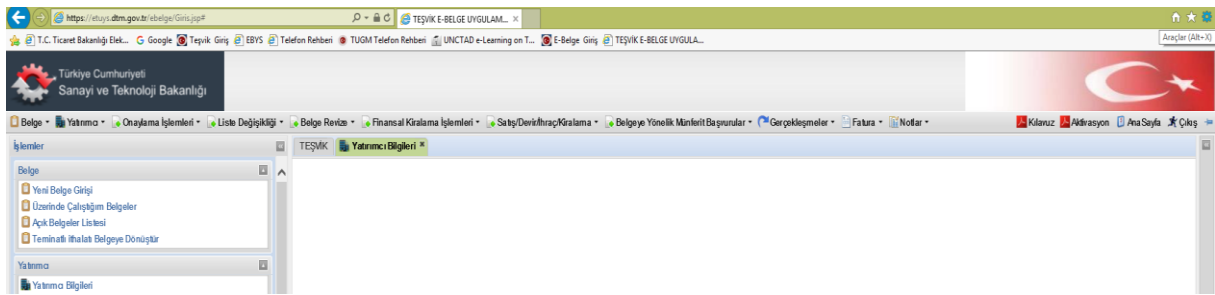 https://etuys.dtm.gov.tr/ebelge/Giris.jsp#
TEŞVİK E-BELGE UYGULAM...
T.C. Ticaret Bakanlığı Elek... Google Teşvik Giriş EBYS Telefon Rehberi TUGM Telefon Rehberi UNCTAD e-Learning on T... E-Belge Giriş TEŞVİK E-BELGE UYGULA...
Araçlar (Alt+X)
Türkiye Cumhuriyeti
Sanayi ve Teknoloji Bakanlığı
Belge Yatırımcı Onaylama İşlemleri Liste Değişikliği Belge Revize Finansal Kiralama İşlemleri Satış/Devir/İhraç/Kiralama Belgeye Yönelik Münferit Başvurular Gerçekleşmeler Fatura Notlar Kılavuz Aktivasyon Ana Sayfa Çıkış
İşlemler
TEŞVİK Yatırımcı Bilgileri
Belge
Yeni Belge Girişi
Üzerinde Çalıştığım Belgeler
Açık Belgeler Listesi
Teminatlı ithalatı Belgeye Dönüştür
Yatırımcı
Yatırımcı Bilgileri